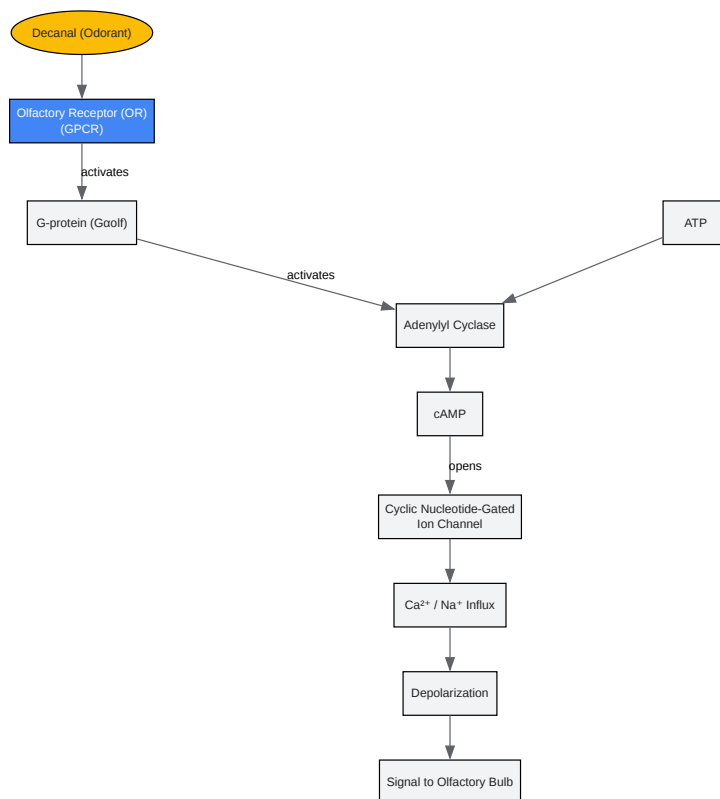 Decanal (Odorant)
Olfactory Receptor (OR)
(GPCR)
activates
G-protein (Gαolf)
ATP
activates
Adenylyl Cyclase
cAMP
opens
Cyclic Nucleotide-Gated
Ion Channel
Ca²⁺ / Na⁺ Influx
Depolarization
Signal to Olfactory Bulb